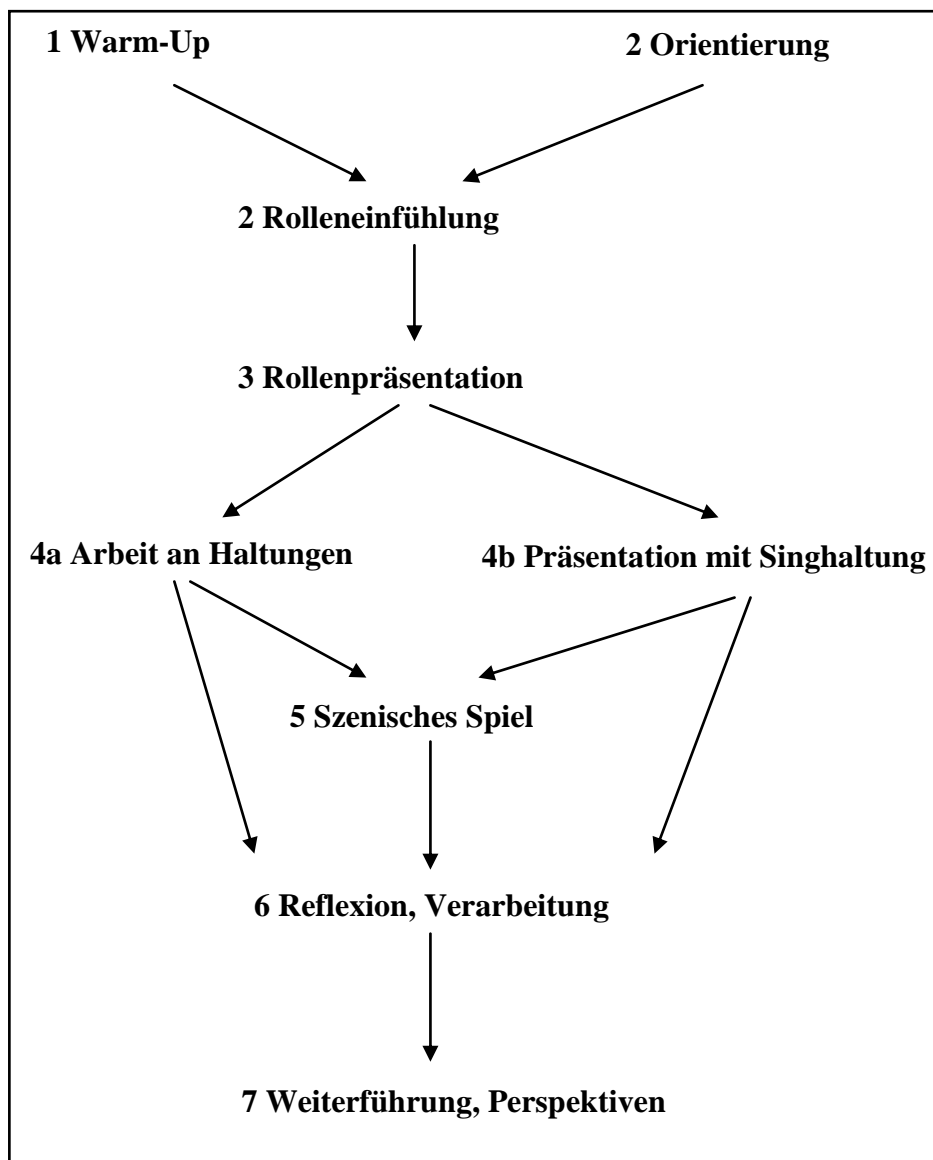 1 Warm-Up
2 Orientierung
2 Rolleneinfühlung
3 Rollenpräsentation
4a Arbeit an Haltungen
4b Präsentation mit Singhaltung
5 Szenisches Spiel
6 Reflexion, Verarbeitung
7 Weiterführung, Perspektiven